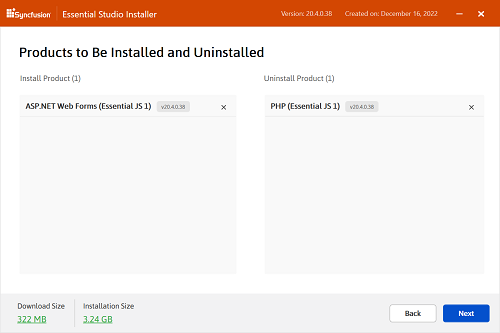 Syncfusion Essential Studio Installer Version: 20.4.0.38 Created on: December 16, 2022
Products to Be Installed and Uninstalled
Install Product (1) Uninstall Product (1)
ASP.NET Web Forms (Essential JS 1) v20.4.0.38 PHP (Essential JS 1) v20.4.0.38
Download Size Installation Size
322 MB 3.24 GB
Back Next